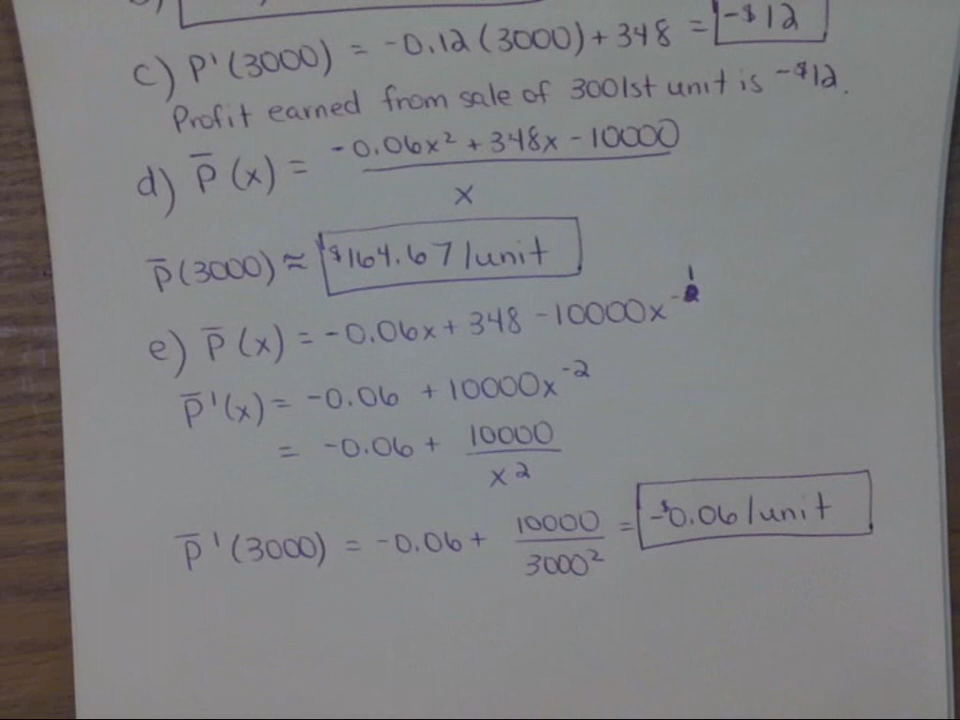 c) P'(3000) = -0.12(3000)+348 = -$12
Profit earned from sale of 3001st unit is -$12.
d) P̄(x) = -0.06x² + 348x - 10000
x
P̄(3000) ≈ $164.67/unit
e) P̄(x) = -0.06x + 348 - 10000x⁻¹
P̄'(x) = -0.06 + 10000x⁻²
= -0.06 + 10000
x²
P̄'(3000) = -0.06 + 10000 = -$0.06/unit
3000²